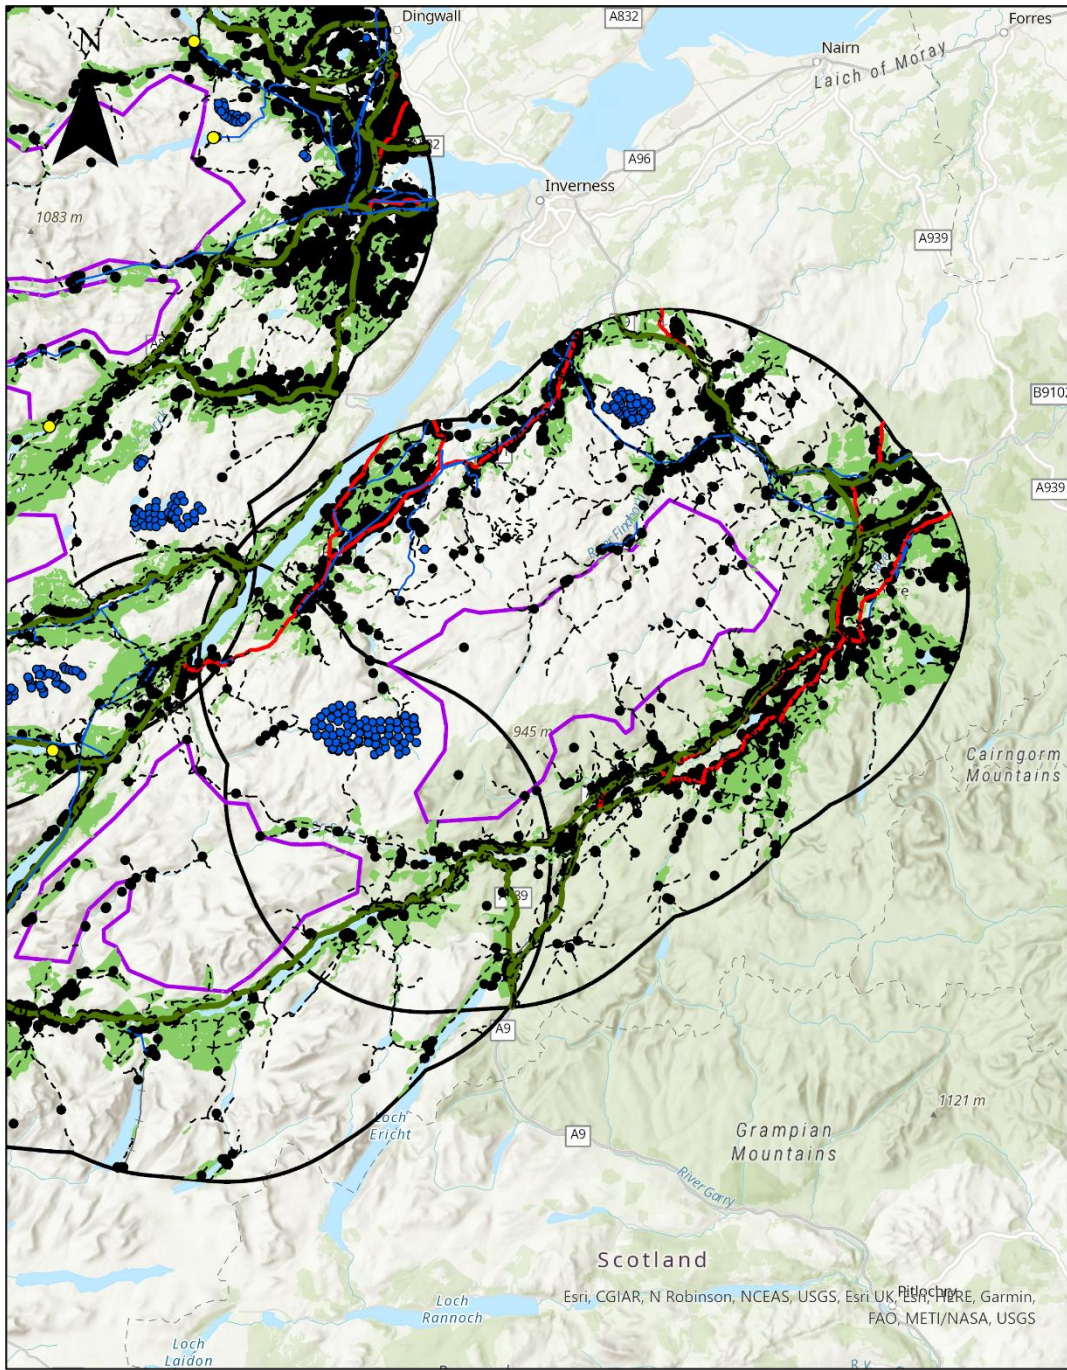 Dingwall
A832
Forres
N
Nairn
Laich of Moray
A96
Inverness
1083 m
A939
B9102
A939
945 m
Cairngorm
Mountains
A9
1121 m
Loch
Ericht
A9
Grampian
Mountains
River Garry
Scotland
Pitlochry
Esri, CGIAR, N Robinson, NCEAS, USGS, Esri UK, Esri, HERE, Garmin,
FAO, METI/NASA, USGS
Loch
Rannoch
Loch
Laidon